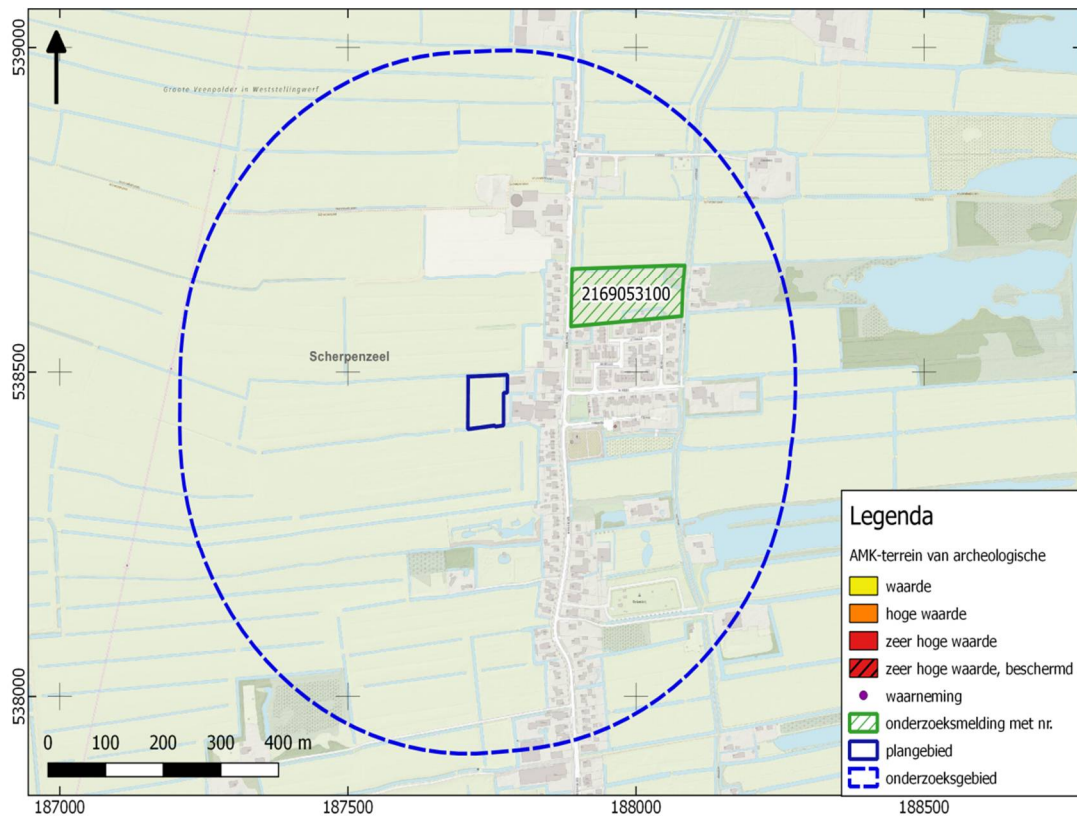 539000
Groote Veenpolder in Weststellingwerf
2169053100
538500
Scherpenzeel
538000
0 100 200 300 400 m
187000 187500 188000 188500
Legenda
AMK-terrein van archeologische
waarde
hoge waarde
zeer hoge waarde
zeer hoge waarde, beschermd
waarneming
onderzoeksmelding met nr.
plangebied
onderzoeksgebied